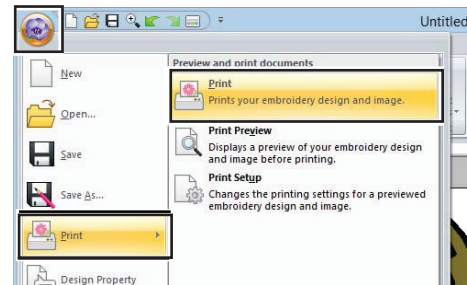 Untitled
New
Open...
Save
Save As...
Print
Design Property
Preview and print documents
Print
Prints your embroidery design and image.
Print Preview
Displays a preview of your embroidery design
and image before printing.
Print Setup
Changes the printing settings for a previewed
embroidery design and image.